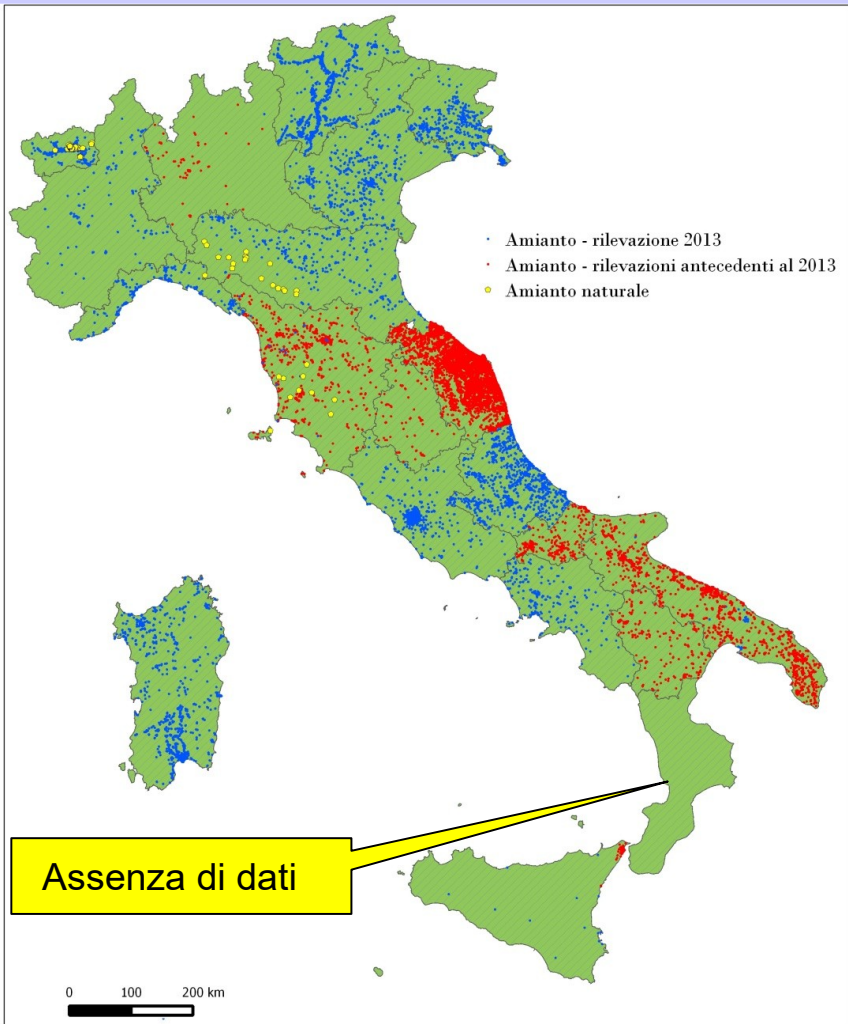 Amianto - rilevazione 2013
Amianto - rilevazioni antecedenti al 2013
Amianto naturale
Assenza di dati
0 100 200 km